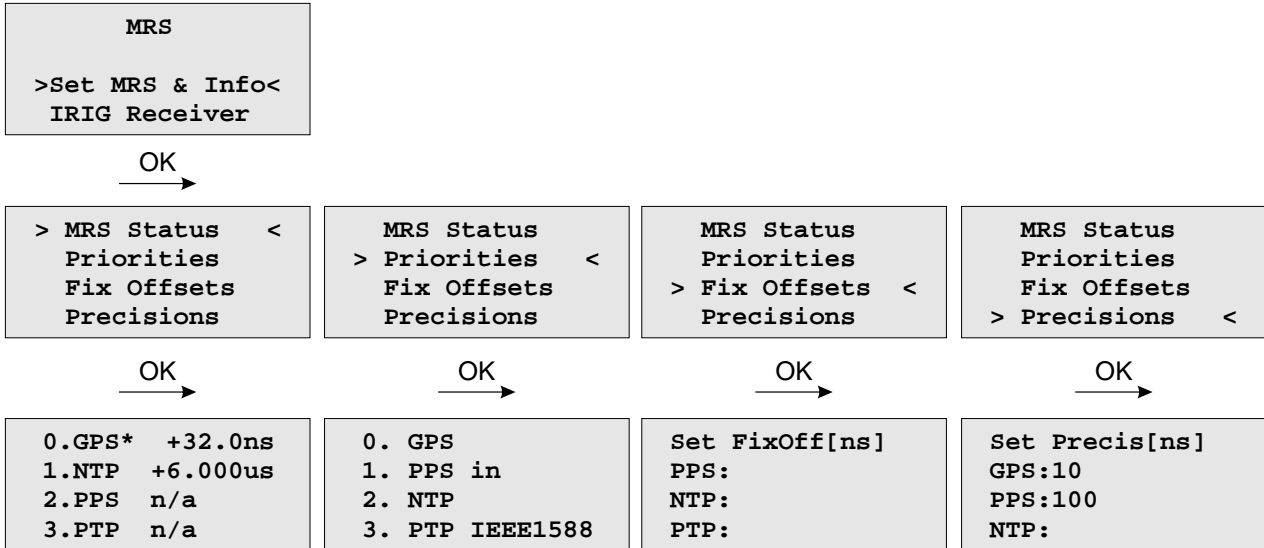 MRS
>Set MRS & Info<
IRIG Receiver
OK
> MRS Status <
Priorities
Fix Offsets
Precisions
MRS Status
> Priorities <
Fix Offsets
Precisions
MRS Status
Priorities
> Fix Offsets <
Precisions
MRS Status
Priorities
Fix Offsets
> Precisions <
OK
OK
OK
OK
0.GPS* +32.0ns
1.NTP +6.000us
2.PPS n/a
3.PTP n/a
0. GPS
1. PPS in
2. NTP
3. PTP IEEE1588
Set FixOff[ns]
PPS:
NTP:
PTP:
Set Precis[ns]
GPS:10
PPS:100
NTP: